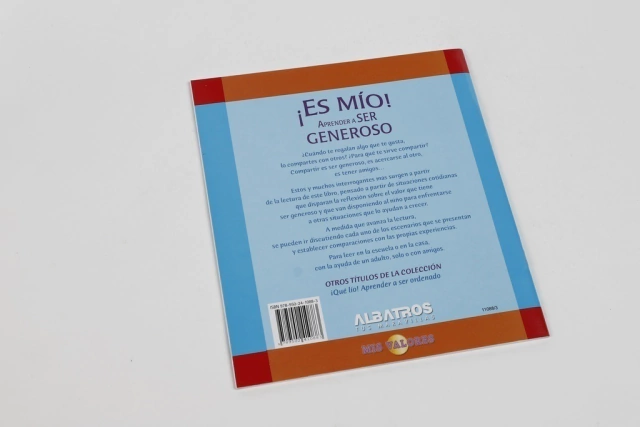 ¡ES MÍO!
APRENDER A SER
GENEROSO
¿Cuando te regalan algo que te gusta,
lo compartes con otros? ¿Para qué te sirve compartir?
Compartir es ser generoso, es acercarse al otro,
es tener amigos...
Estos y muchos interrogantes más surgen a partir
de la lectura de este libro, pensado a partir de situaciones cotidianas
que disparan la reflexión sobre el valor que tiene
ser generoso y que van disponiendo al niño para enfrentarse
a otras situaciones que lo ayudan a crecer.
A medida que avanza la lectura,
se pueden ir discutiendo cada uno de los escenarios que se presentan
y establecer comparaciones con las propias experiencias.
Para leer en la escuela o en la casa,
con la ayuda de un adulto, solo o con amigos.
OTROS TÍTULOS DE LA COLECCIÓN
¡Qué lío! Aprender a ser ordenado
ALBATROS
MIS VALORES